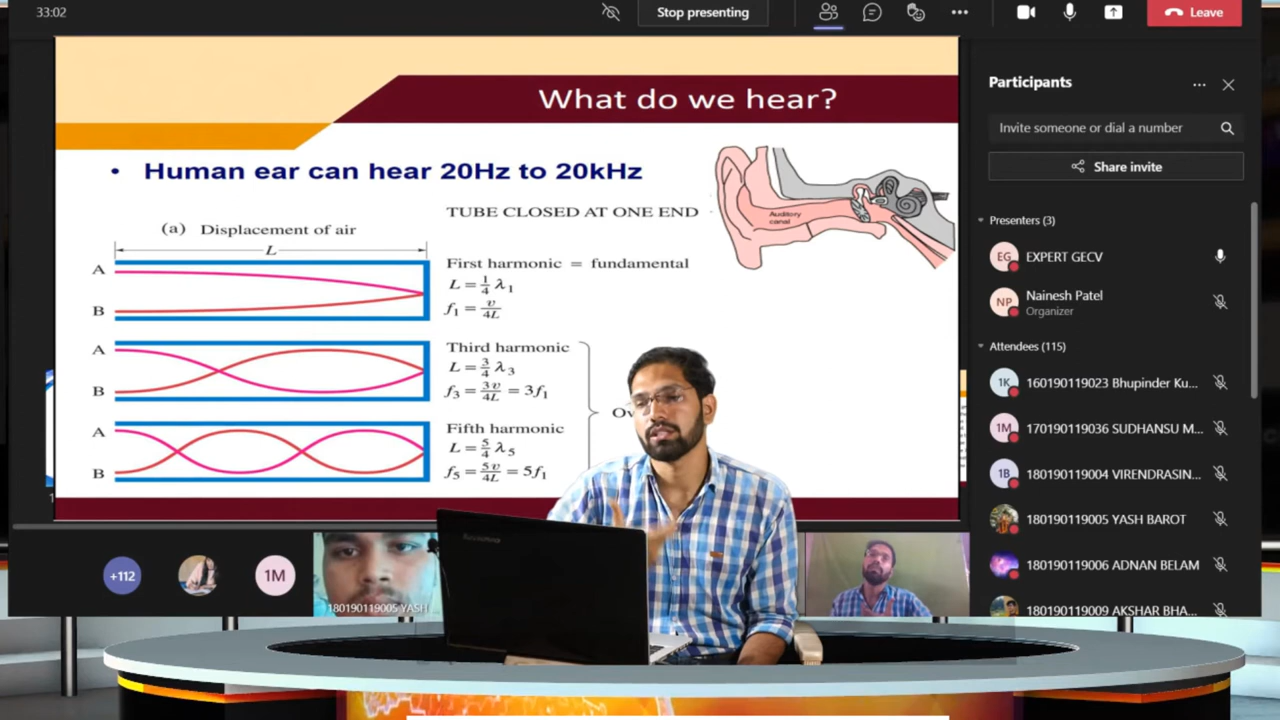 33:02
Stop presenting
Leave
What do we hear?
• Human ear can hear 20Hz to 20kHz
TUBE CLOSED AT ONE END
Auditory
canal
(a) Displacement of air
L
A
B
First harmonic = fundamental
L = 1/4 λ₁
f₁ = v/4L
A
B
Third harmonic
L = 3/4 λ₃
f₃ = 3v/4L = 3f₁
A
B
Fifth harmonic
L = 5/4 λ₅
f₅ = 5v/4L = 5f₁
+112
1M
180190119005 YASH
Participants
Invite someone or dial a number
Share invite
Presenters (3)
EG
EXPERT GECV
NP
Nainesh Patel
Organizer
Attendees (115)
1K
160190119023 Bhupinder Ku...
1M
170190119036 SUDHANSU M...
1B
180190119004 VIRENDRASIN...
180190119005 YASH BAROT
180190119006 ADNAN BELAM
180190119009 AKSHAR BHA...